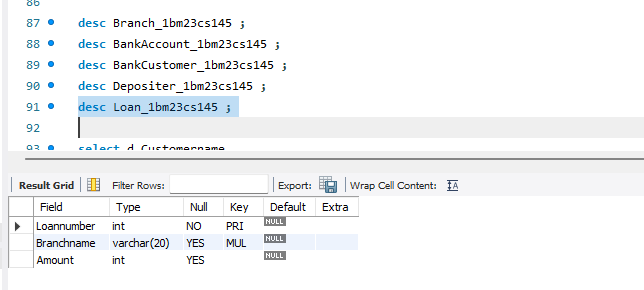 86
87 desc Branch_1bm23cs145 ;
88 desc BankAccount_1bm23cs145 ;
89 desc BankCustomer_1bm23cs145 ;
90 desc Depositer_1bm23cs145 ;
91 desc Loan_1bm23cs145 ;
92
93 select d.Customername
Result Grid Filter Rows: Export: Wrap Cell Content: IA
Field Type Null Key Default Extra
Loannumber int NO PRI NULL
Branchname varchar(20) YES MUL NULL
Amount int YES NULL